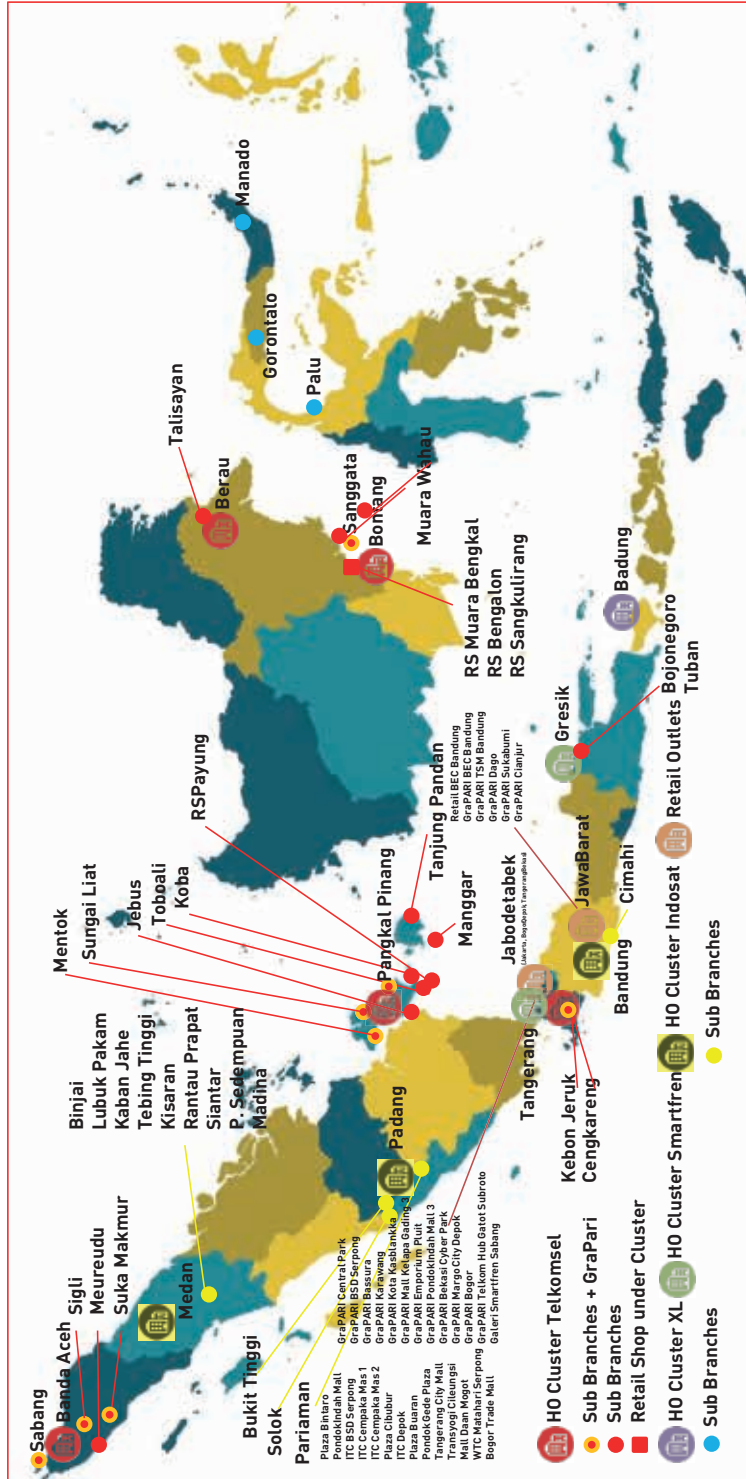 Sabang
Banda Aceh
Sigli
Meureudu
Suka Makmur
Medan
Binjai
Lubuk Pakam
Kaban Jahe
Tebing Tinggi
Kisaran
Rantau Prapat
Siantar
P. Sedempuan
Madina
Mentok
Sungai Liat
Jebus
Toboali
Koba
RSPayung
Pangkal Pinang
Tanjung Pandan
Manggar
Talisayan
Berau
Sanggata
Bontang
Muara Wahau
RS Muara Bengkal
RS Bengalon
RS Sangkulirang
Manado
Gorontalo
Palu
Bukit Tinggi
Solok
Pariaman
Padang
Plaza Bintaro
PondokIndah Mall
ITC BSD Serpong
ITC Cempaka Mas 1
ITC Cempaka Mas 2
Plaza Cibubur
ITC Depok
Plaza Buaran
PondokGede Plaza
Tangerang City Mall
Transyogi Cileungsi
Mall Daan Mogot
WTC Matahari Serpong
Bogor Trade Mall
GraPARI Central Park
GraPARI BSD Serpong
GraPARI Bassura
GraPARI Karawang
GraPARI Kota Kasblankka
GraPARI Mall Kelapa Gading 3
GraPARI Emporium Pluit
GraPARI PondokIndah Mall 3
GraPARI Bekasi Cyber Park
GraPARI Margo City Depok
GraPARI Bogor
GraPARI Telkom Hub Gatot Subroto
Galeri Smartfren Sabang
Tangerang
Jabodetabek
(Jakarta, BogorDepok, TangerangBekasi)
Kebon Jeruk
Cengkareng
Retail BEC Bandung
GraPARI BEC Bandung
GraPARI TSM Bandung
GraPARI Dago
GraPARI Sukabumi
GraPARI Cianjur
JawaBarat
Bandung
Cimahi
Gresik
Bojonegoro
Tuban
Badung
HO Cluster Telkomsel
Sub Branches + GraPari
Sub Branches
Retail Shop under Cluster
HO Cluster XL
Sub Branches
HO Cluster Smartfren
Sub Branches
HO Cluster Indosat
Retail Outlets